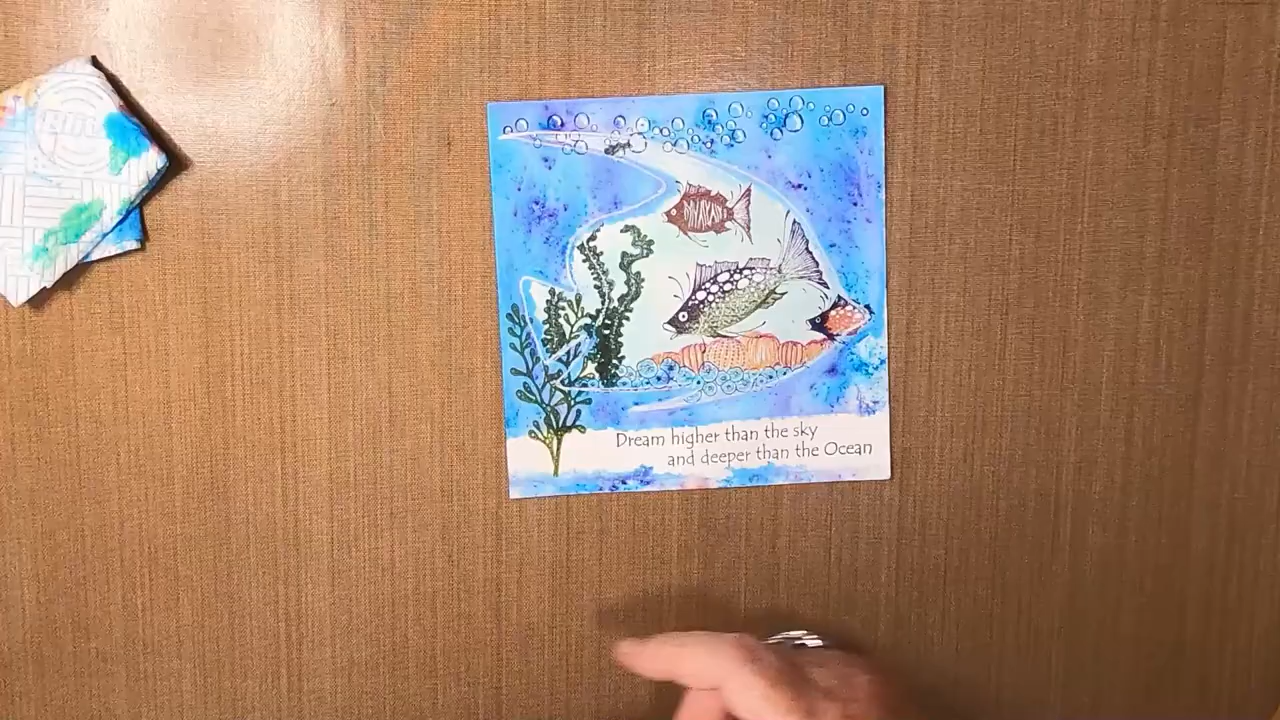 Dream higher than the sky
and deeper than the Ocean